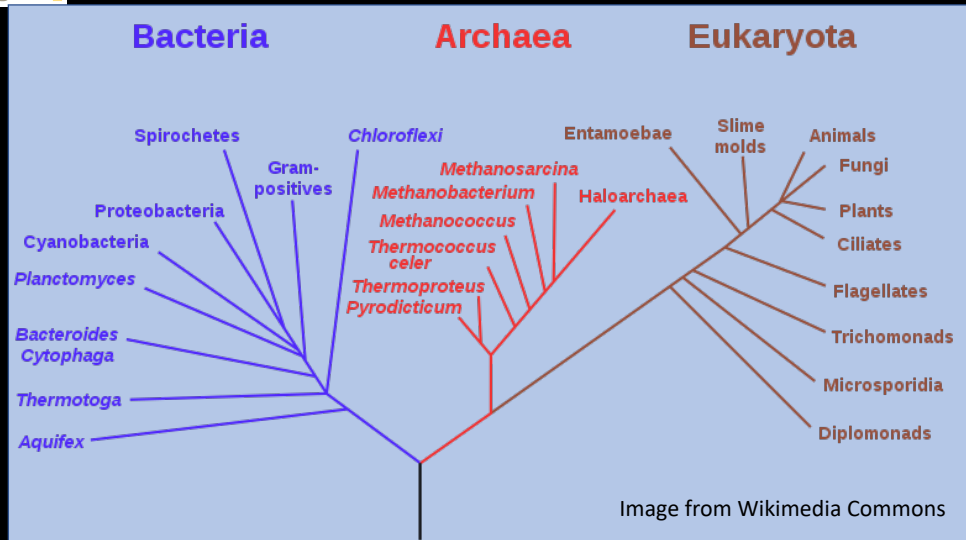 Bacteria
Archaea
Eukaryota
Spirochetes
Gram-
positives
Chloroflexi
Proteobacteria
Cyanobacteria
Planctomyces
Bacteroides
Cytophaga
Thermotoga
Aquifex
Methanosarcina
Methanobacterium
Haloarchaea
Methanococcus
Thermococcus
celer
Thermoproteus
Pyrodicticum
Entamoebae
Slime
molds
Animals
Fungi
Plants
Ciliates
Flagellates
Trichomonads
Microsporidia
Diplomonads
Image from Wikimedia Commons